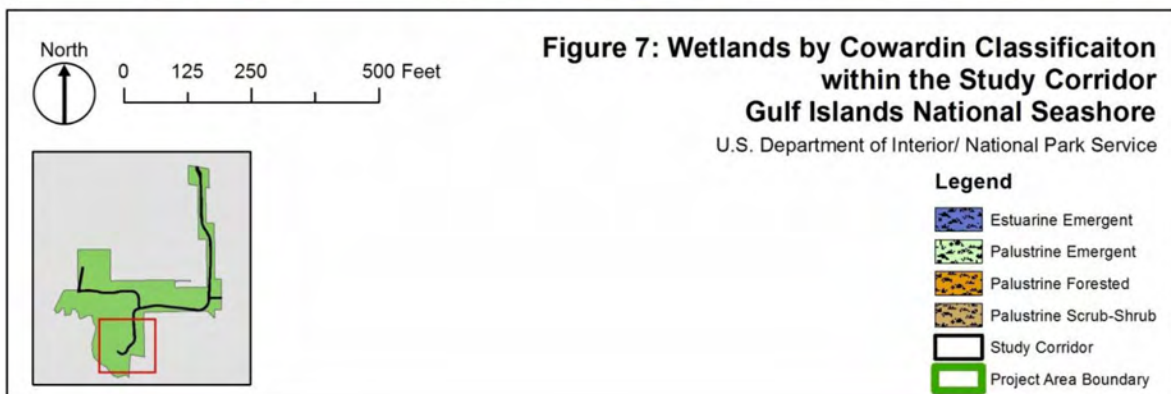 North
0 125 250 500 Feet
Figure 7: Wetlands by Cowardin Classificaiton
within the Study Corridor
Gulf Islands National Seashore
U.S. Department of Interior/ National Park Service
Legend
Estuarine Emergent
Palustrine Emergent
Palustrine Forested
Palustrine Scrub-Shrub
Study Corridor
Project Area Boundary